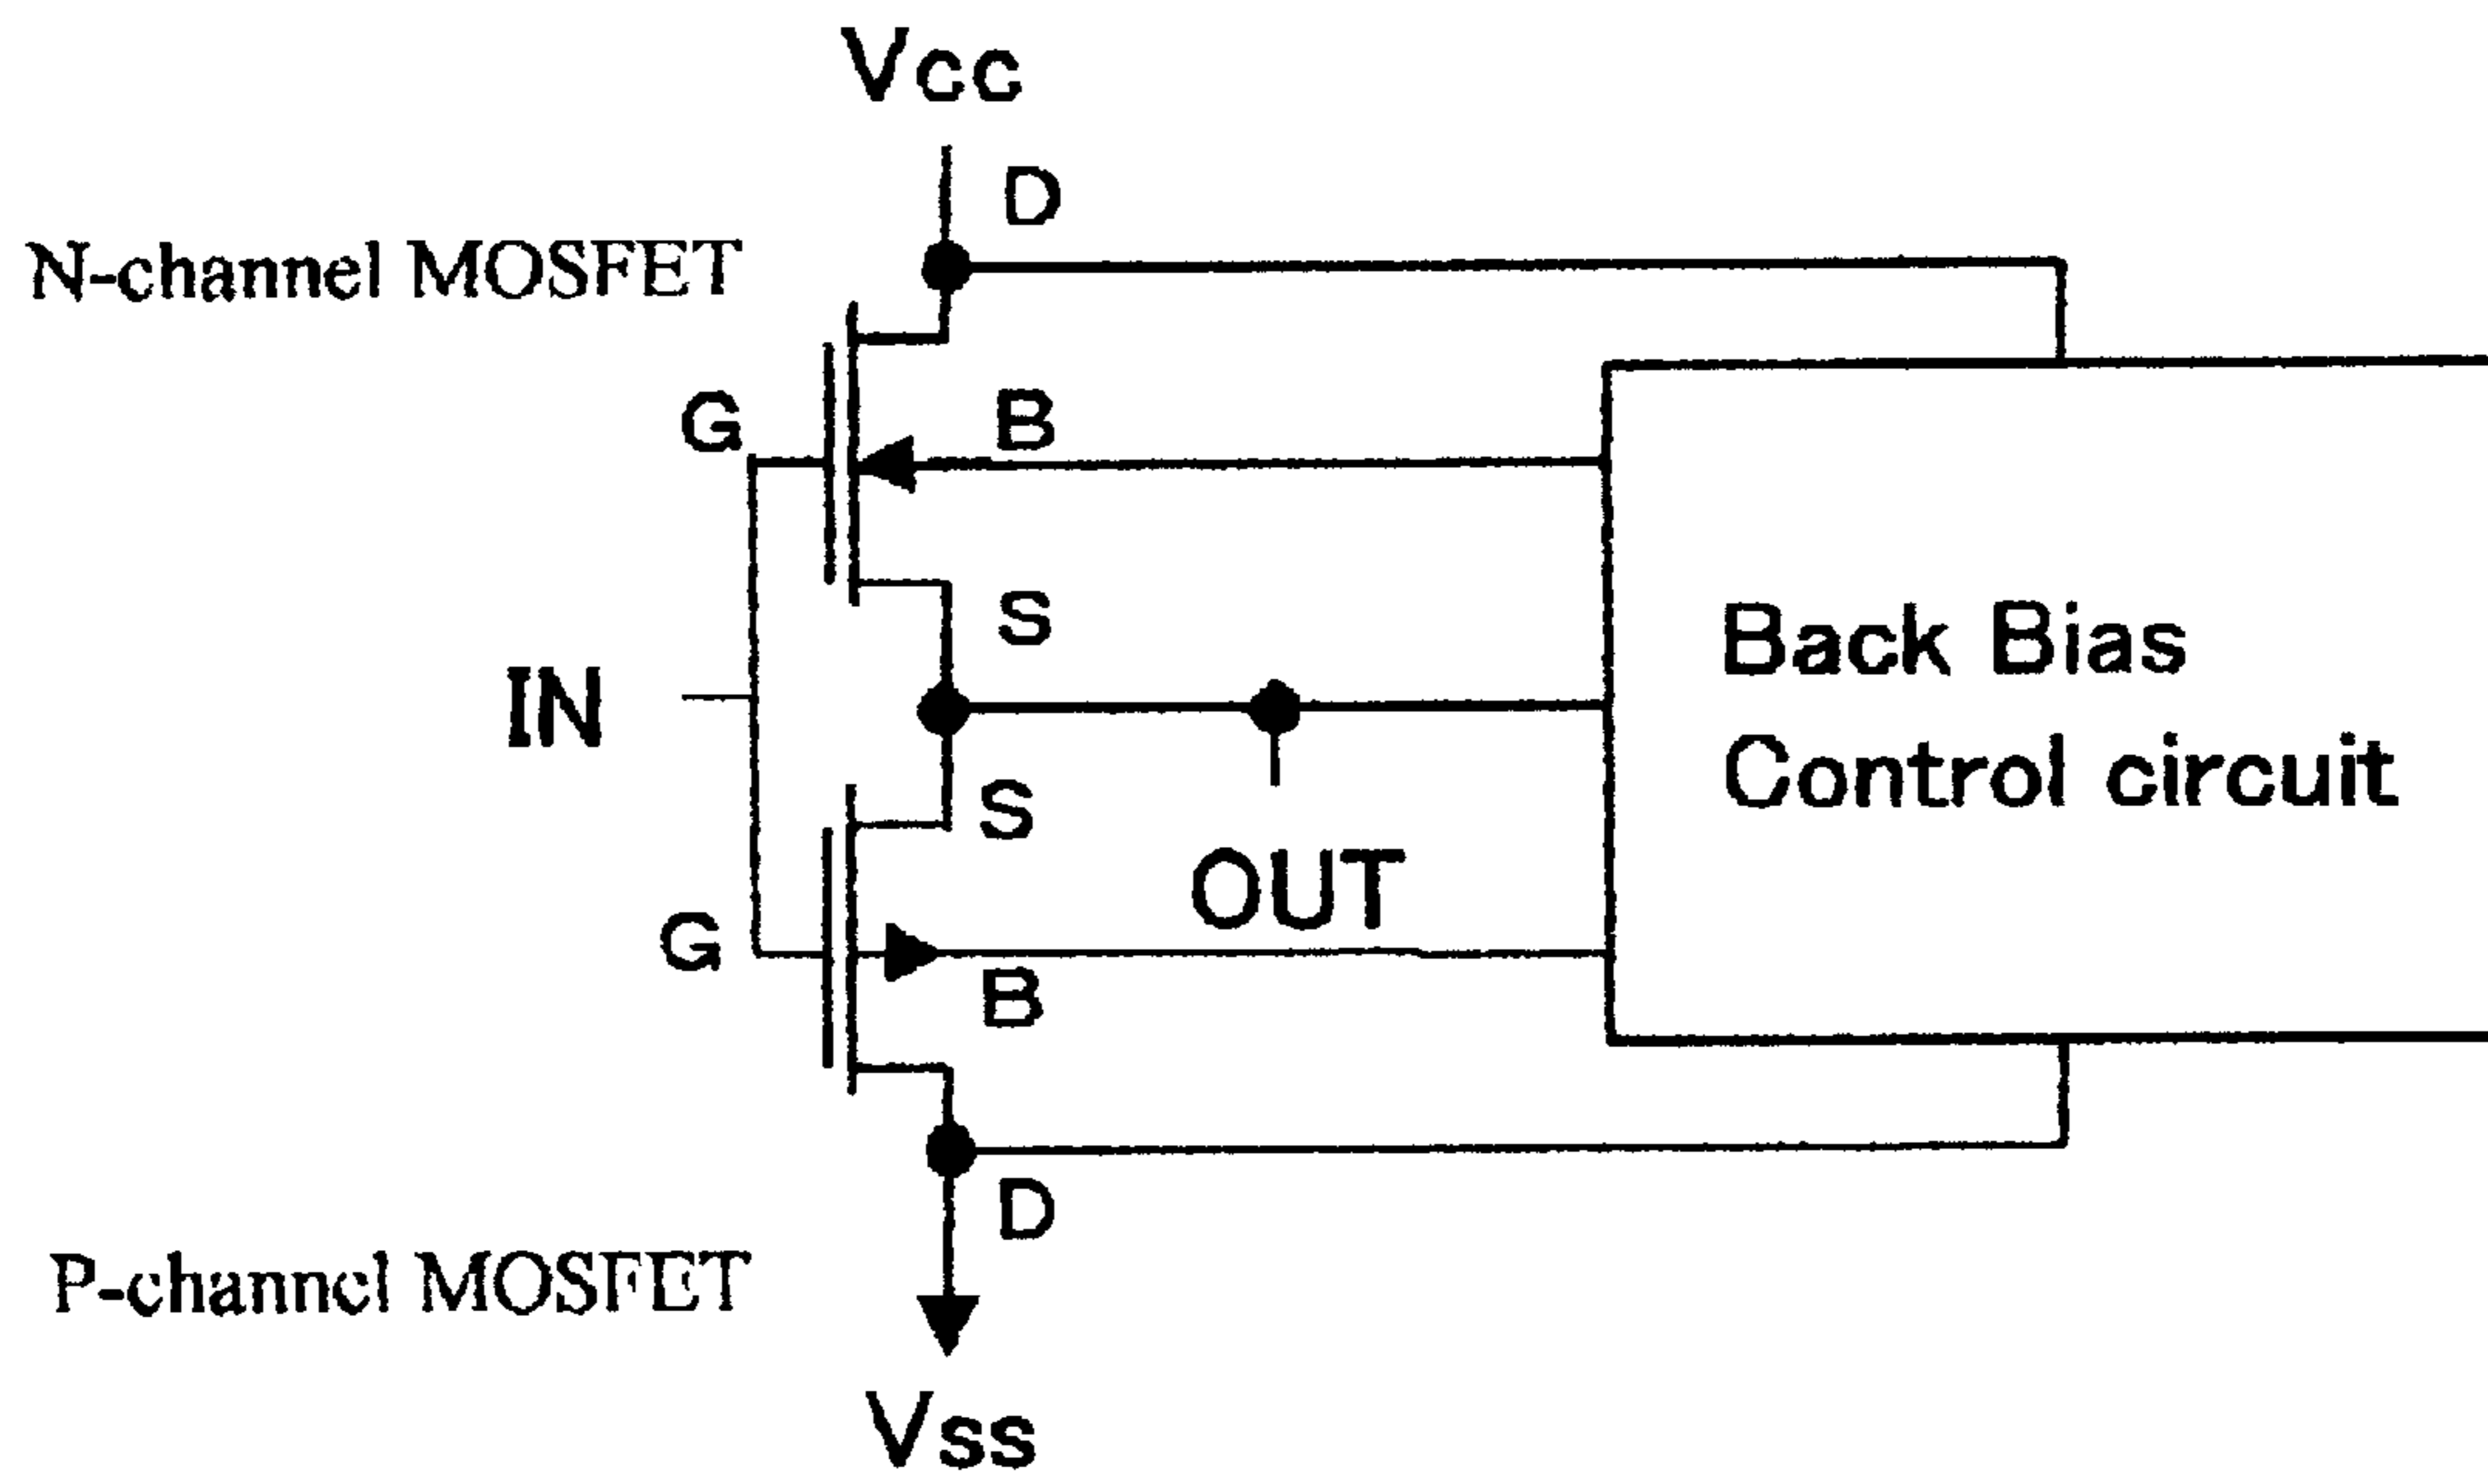 Vcc
D
N-channel MOSFET
G
B
S
IN
Back Bias
Control circuit
S
OUT
G
B
D
P-channel MOSFET
Vss